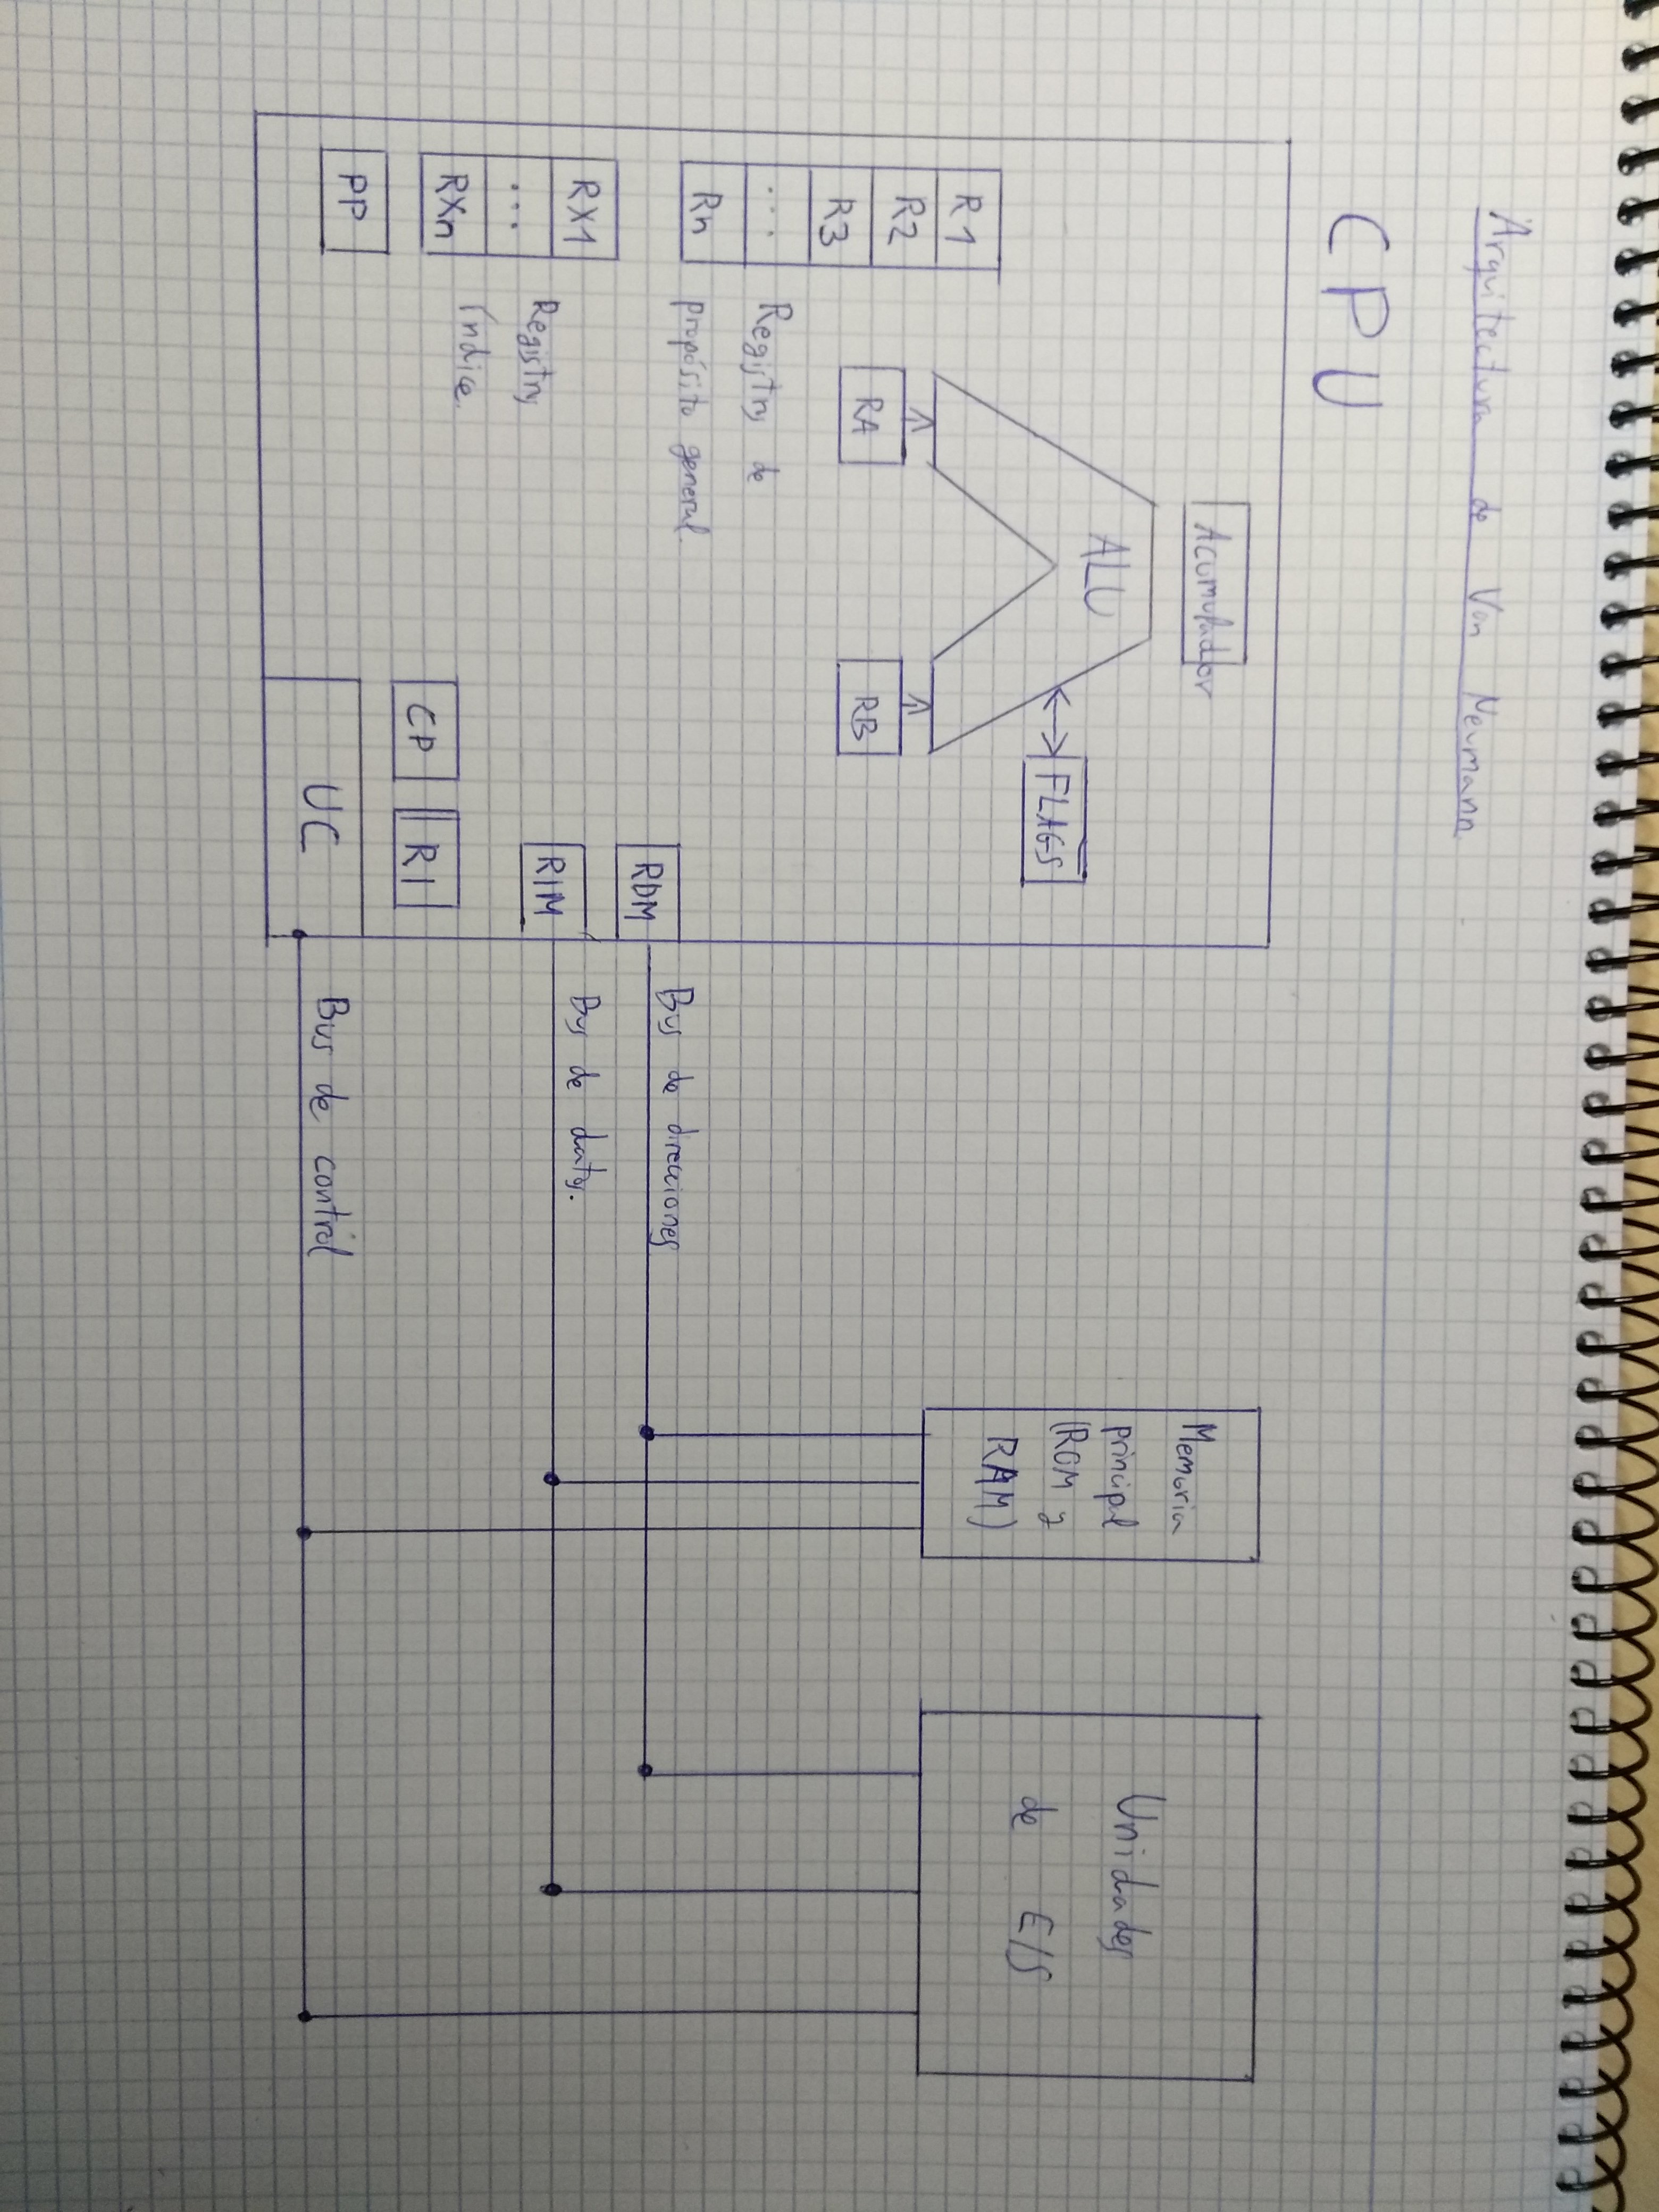 Arquitectura de Von Neumann
CPU
Acumulador
ALU
FLAGS
RA
RB
R1
R2
R3
...
Rn
Registros de
propósito general.
RX1
...
RXn
Registros
índice.
PP
RDM
RIM
CP
RI
UC
Bus de direcciones
Bus de datos.
Bus de control
Memoria
principal
(ROM y
RAM)
Unidades
de E/S